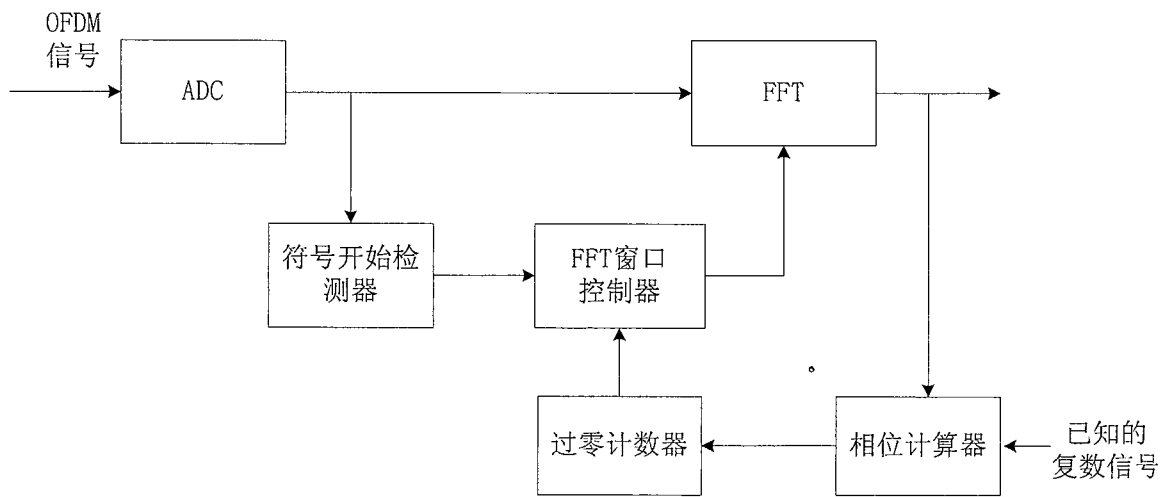 OFDM
信号
ADC
FFT
符号开始检
测器
FFT窗口
控制器
过零计数器
相位计算器
已知的
复数信号